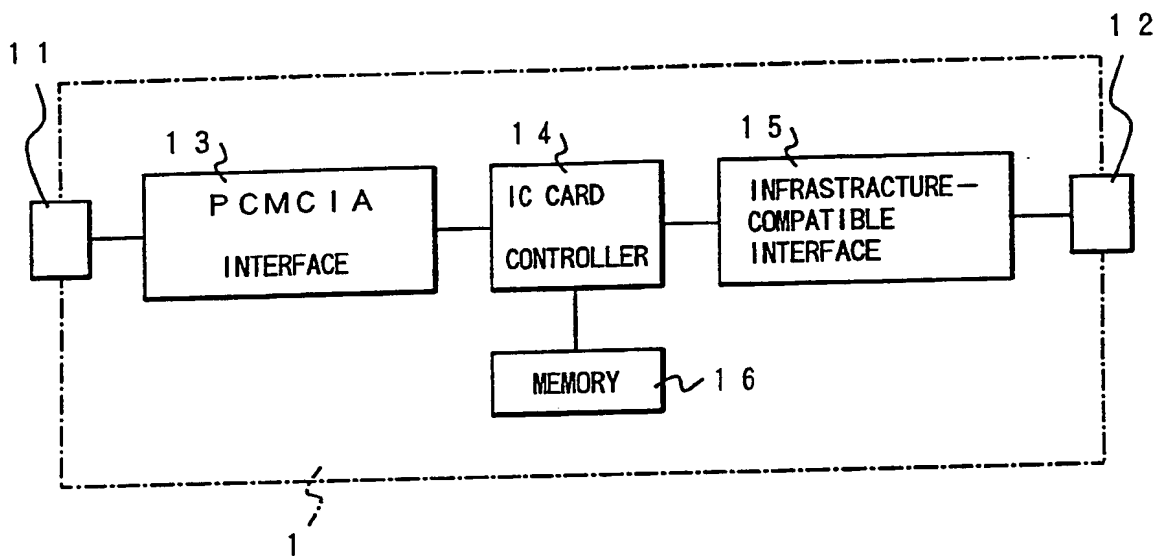 11
12
13
14
15
PCMCIA
INTERFACE
IC CARD
CONTROLLER
INFRASTRACTURE-
COMPATIBLE
INTERFACE
MEMORY
16
1